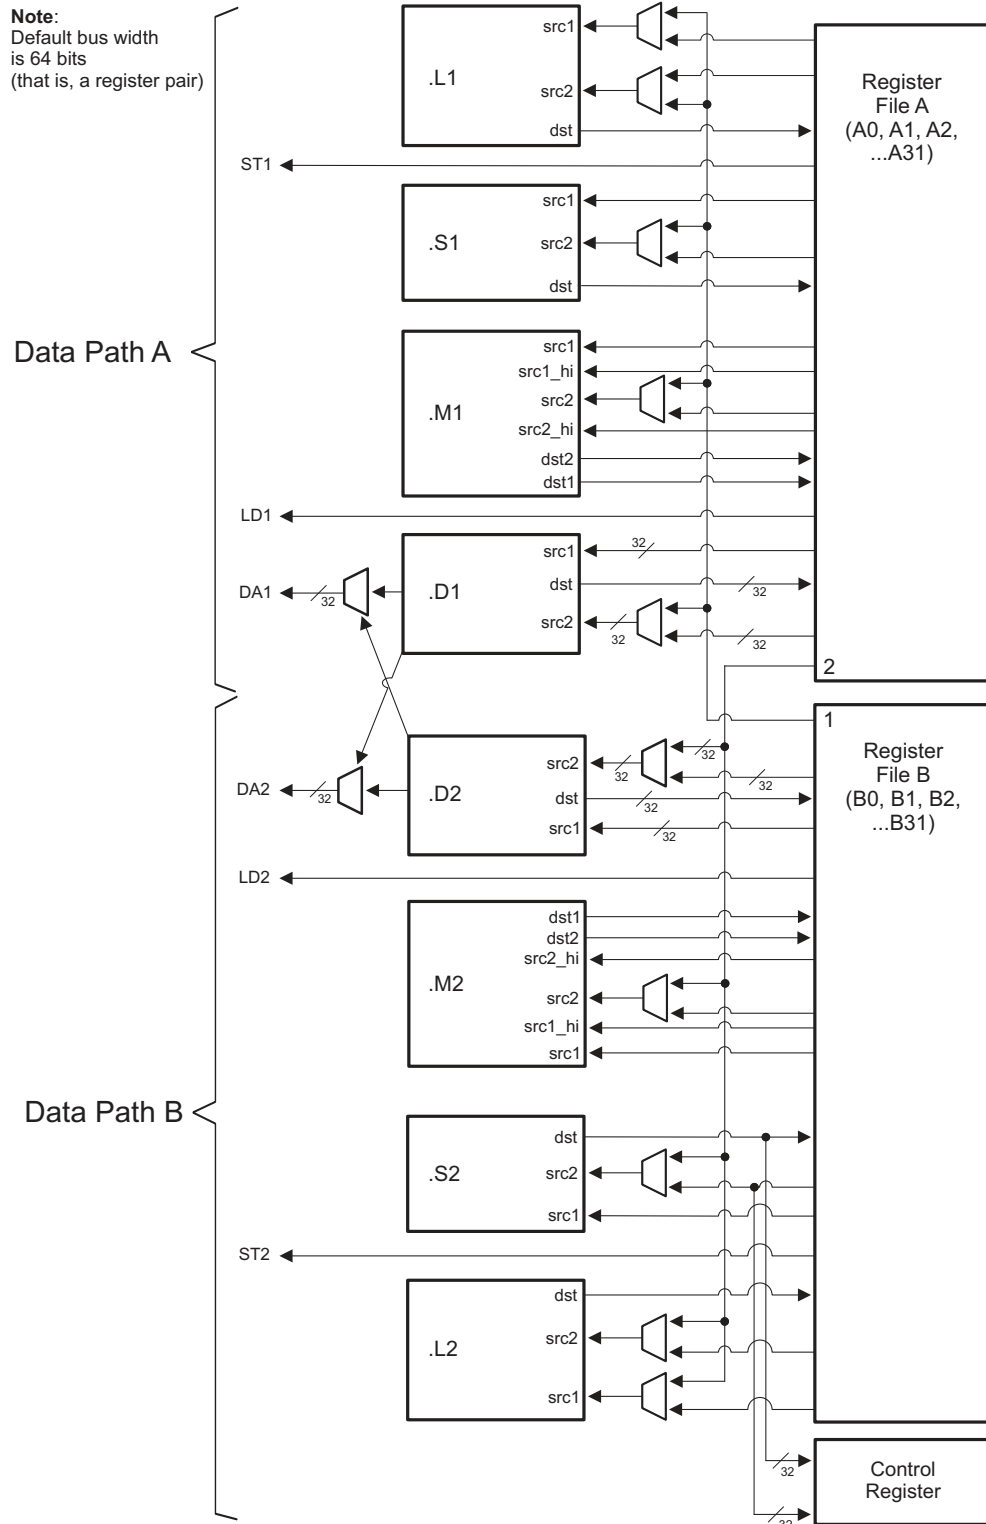 Note:
Default bus width
is 64 bits
(that is, a register pair)
src1
.L1
src2
dst
Register
File A
(A0, A1, A2,
...A31)
ST1
src1
.S1
src2
dst
Data Path A
src1
src1_hi
.M1
src2
src2_hi
dst2
dst1
LD1
32
src1
DA1
32
.D1
dst
32
src2
32
32
2
1
Register
File B
(B0, B1, B2,
...B31)
src2
32
32
DA2
32
.D2
dst
32
32
src1
32
LD2
dst1
dst2
src2_hi
.M2
src2
src1_hi
src1
Data Path B
dst
.S2
src2
src1
ST2
dst
.L2
src2
src1
32
Control
Register
32